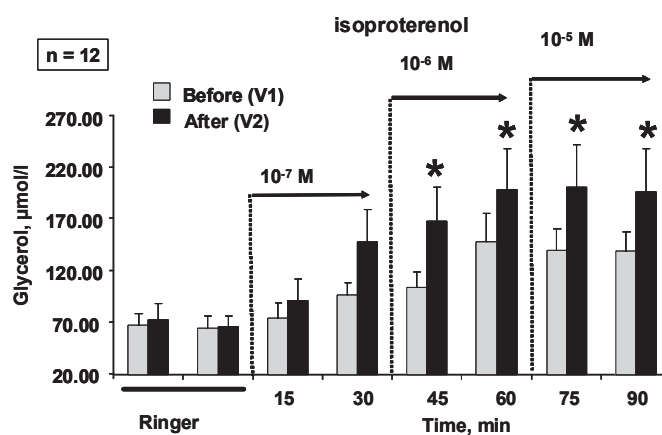 isoproterenol
n = 12
10⁻⁵ M
10⁻⁶ M
Before (V1)
After (V2)
10⁻⁷ M
*
*
*
*
Glycerol, µmol/l
270.00
220.00
170.00
120.00
70.00
20.00
15 30 45 60 75 90
Ringer
Time, min